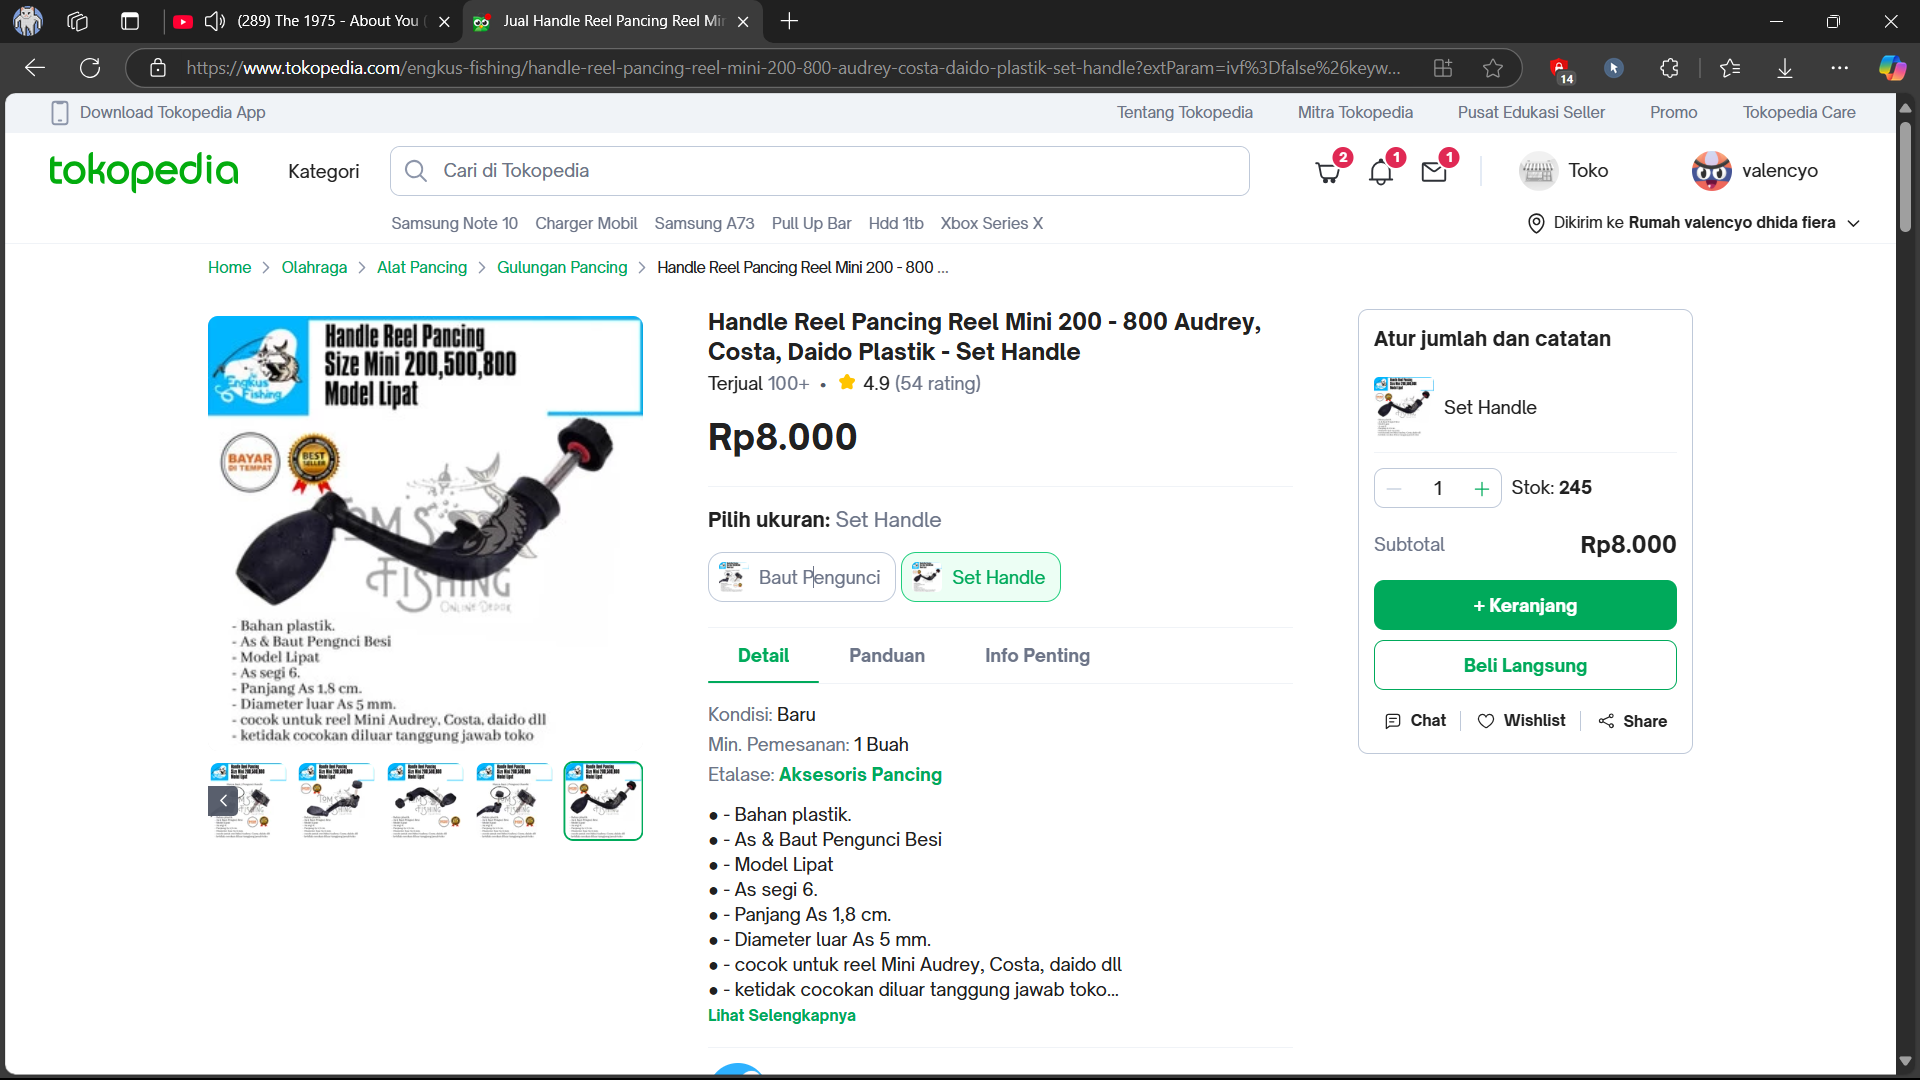 (289) The 1975 - About You (
Jual Handle Reel Pancing Reel Min
https://www.tokopedia.com/engkus-fishing/handle-reel-pancing-reel-mini-200-800-audrey-costa-daido-plastik-set-handle?extParam=ivf%3Dfalse%26keyw...
14
Download Tokopedia App
Tentang Tokopedia
Mitra Tokopedia
Pusat Edukasi Seller
Promo
Tokopedia Care
tokopedia
Kategori
Cari di Tokopedia
2
1
1
Toko
valencyo
Samsung Note 10
Charger Mobil
Samsung A73
Pull Up Bar
Hdd 1tb
Xbox Series X
Dikirim ke Rumah valencyo dhida fiera
Home
Olahraga
Alat Pancing
Gulungan Pancing
Handle Reel Pancing Reel Mini 200 - 800 ...
Engkus
Fishing
Handle Reel Pancing
Size Mini 200,500,800
Model Lipat
BAYAR
DI TEMPAT
BEST
SELLER
TOM'S
FISHING
ONLINE DEPOK
- Bahan plastik.
- As & Baut Pengnci Besi
- Model Lipat
- As segi 6.
- Panjang As 1,8 cm.
- Diameter luar As 5 mm.
- cocok untuk reel Mini Audrey, Costa, daido dll
- ketidak cocokan diluar tanggung jawab toko
Handle Reel Pancing Reel Mini 200 - 800 Audrey,
Costa, Daido Plastik - Set Handle
Terjual 100+ • 4.9 (54 rating)
Rp8.000
Pilih ukuran: Set Handle
Baut Pengunci
Set Handle
Detail
Panduan
Info Penting
Kondisi: Baru
Min. Pemesanan: 1 Buah
Etalase: Aksesoris Pancing
● - Bahan plastik.
● - As & Baut Pengunci Besi
● - Model Lipat
● - As segi 6.
● - Panjang As 1,8 cm.
● - Diameter luar As 5 mm.
● - cocok untuk reel Mini Audrey, Costa, daido dll
● - ketidak cocokan diluar tanggung jawab toko...
Lihat Selengkapnya
Atur jumlah dan catatan
Set Handle
1
Stok: 245
Subtotal
Rp8.000
+ Keranjang
Beli Langsung
Chat
Wishlist
Share